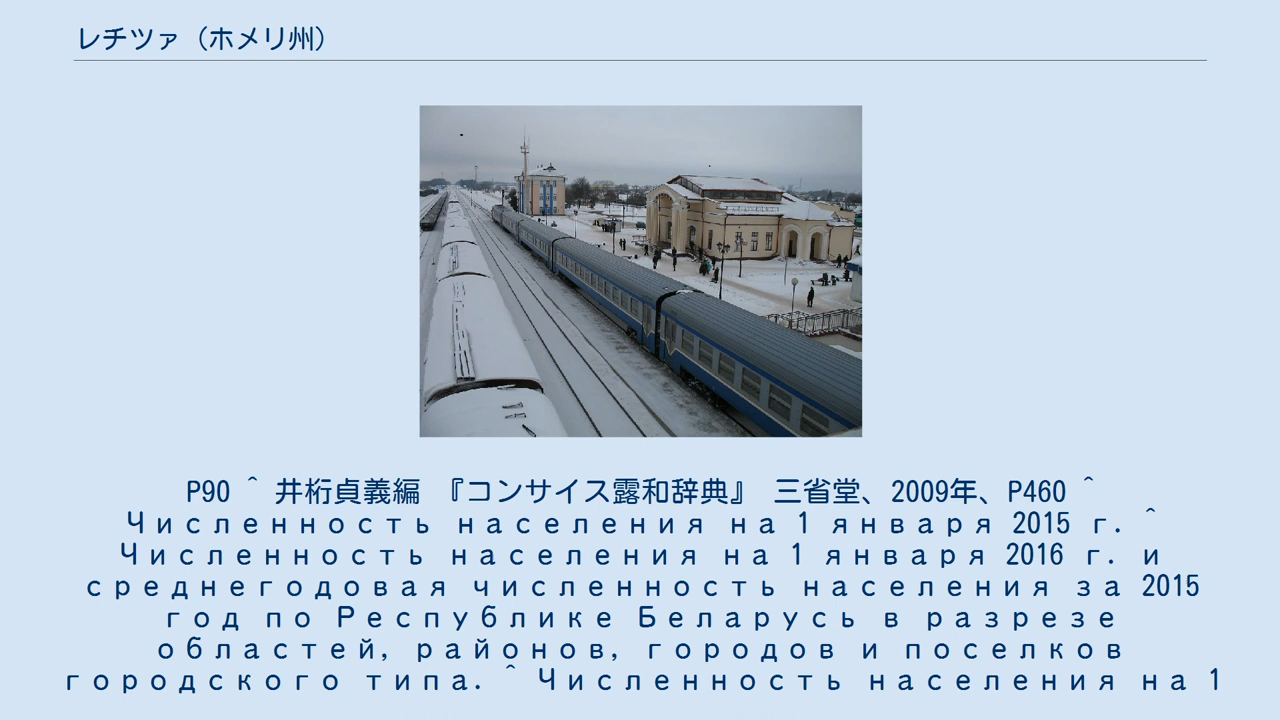 レチツァ（ホメリ州）
P90 ^ 井桁貞義編 『コンサイス露和辞典』 三省堂、2009年、P460 ^
Численность населения на 1 января 2015 г. ^
Численность населения на 1 января 2016 г. и
среднегодовая численность населения за 2015
год по Республике Беларусь в разрезе
областей, районов, городов и поселков
городского типа. ^ Численность населения на 1